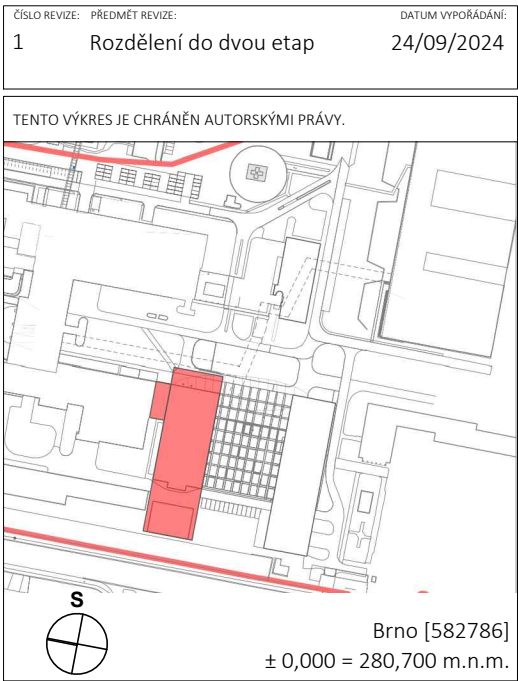 ČÍSLO REVIZE: PŘEDMĚT REVIZE: DATUM VYPOŘÁDÁNÍ:
1 Rozdělení do dvou etap 24/09/2024
TENTO VÝKRES JE CHRÁNĚN AUTORSKÝMI PRÁVY.
S
Brno [582786]
± 0,000 = 280,700 m.n.m.